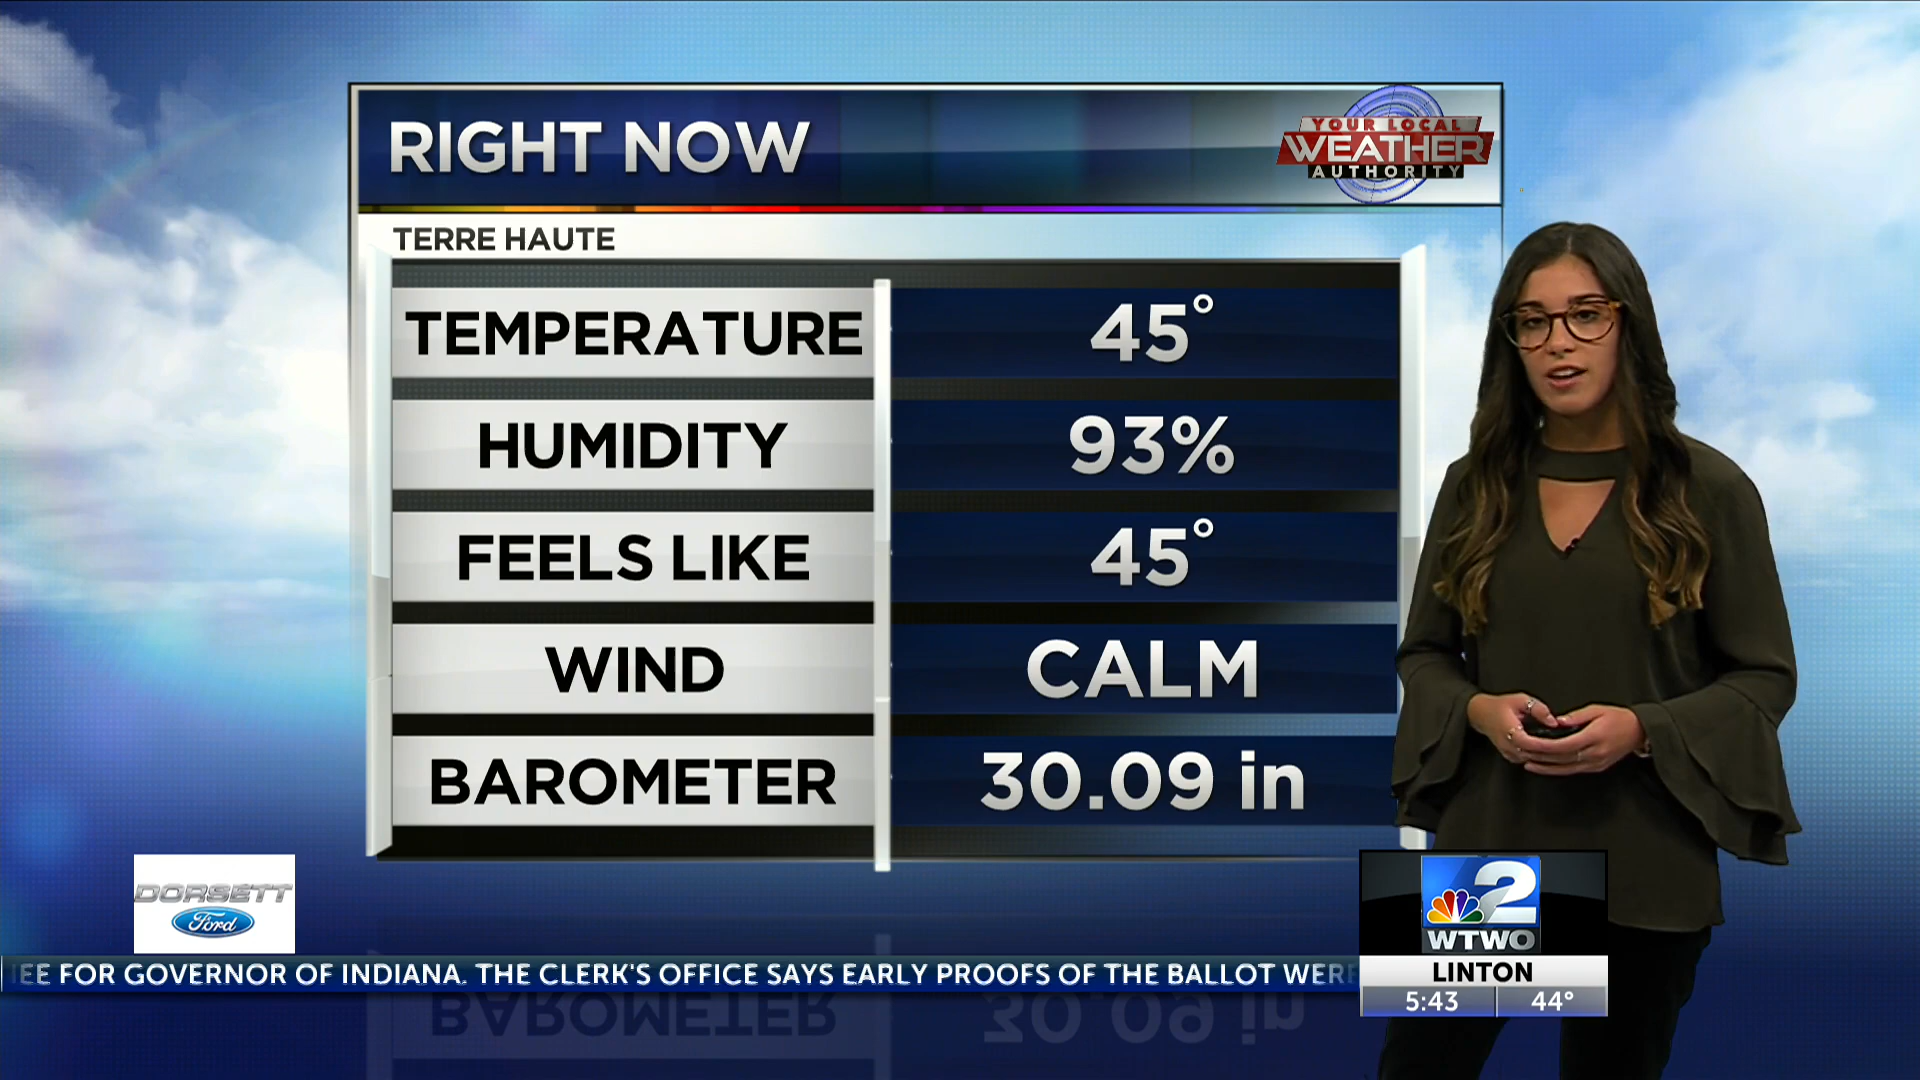 RIGHT NOW
YOUR LOCAL
WEATHER
AUTHORITY
TERRE HAUTE
TEMPERATURE 45°
HUMIDITY 93%
FEELS LIKE 45°
WIND CALM
BAROMETER 30.09 in
DORSETT
Ford
2
WTWO
FOR GOVERNOR OF INDIANA. THE CLERK'S OFFICE SAYS EARLY PROOFS OF THE BALLOT WERE
LINTON
5:43 44°